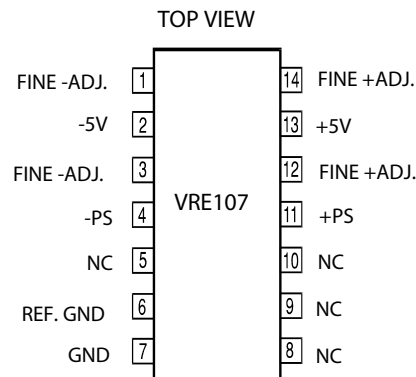 TOP VIEW
FINE -ADJ. 1 14 FINE +ADJ.
-5V 2 13 +5V
FINE -ADJ. 3 12 FINE +ADJ.
VRE107
-PS 4 11 +PS
NC 5 10 NC
REF. GND 6 9 NC
GND 7 8 NC